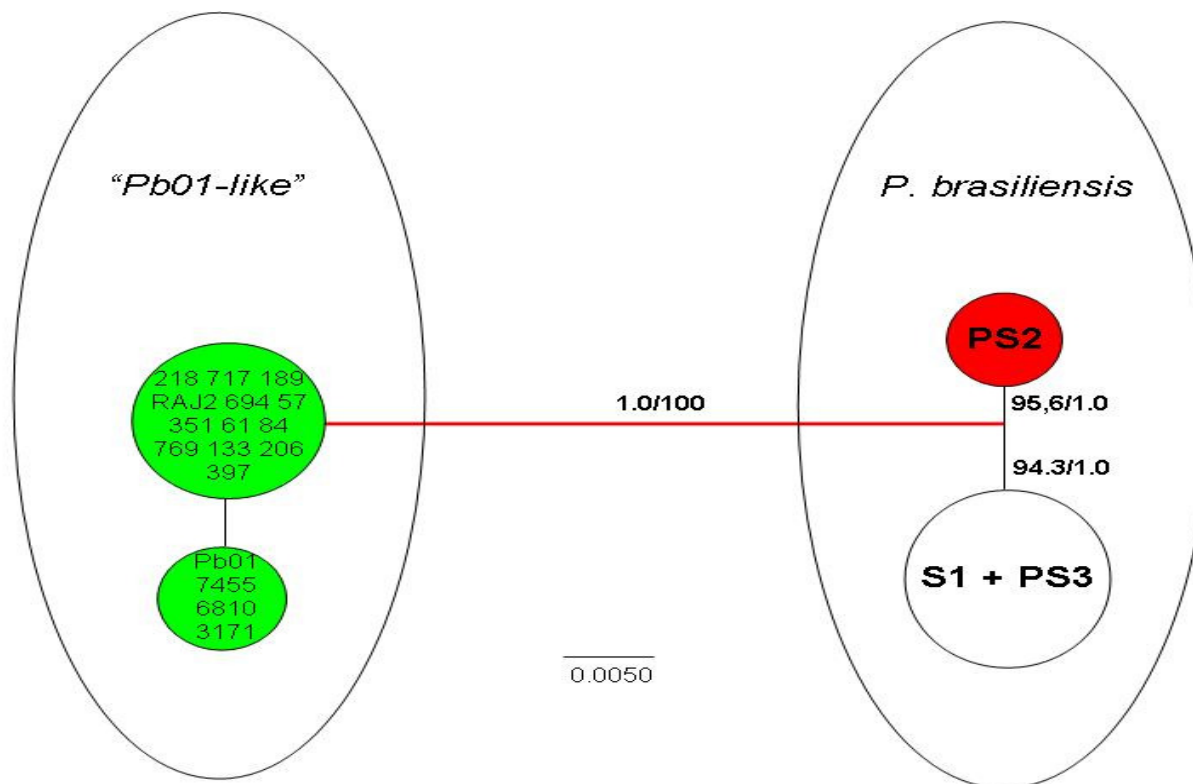 “Pb01-like”
P. brasiliensis
218 717 189
RAJ2 694 57
351 61 84
769 133 206
397
Pb01
7455
6810
3171
1.0/100
PS2
95,6/1.0
94.3/1.0
S1 + PS3
0.0050